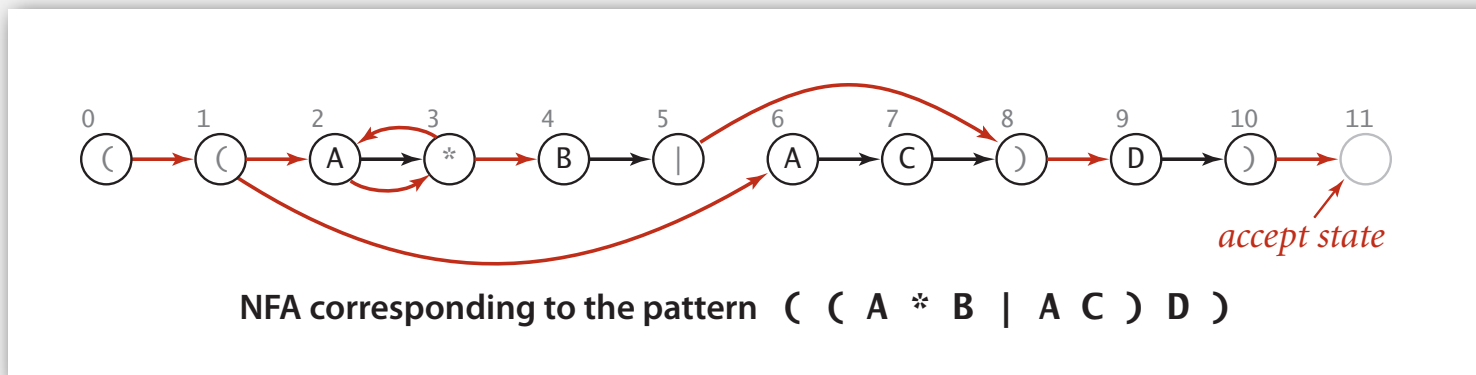 0 1 2 3 4 5 6 7 8 9 10 11
( ( A * B | A C ) D )
accept state
NFA corresponding to the pattern ( ( A * B | A C ) D )